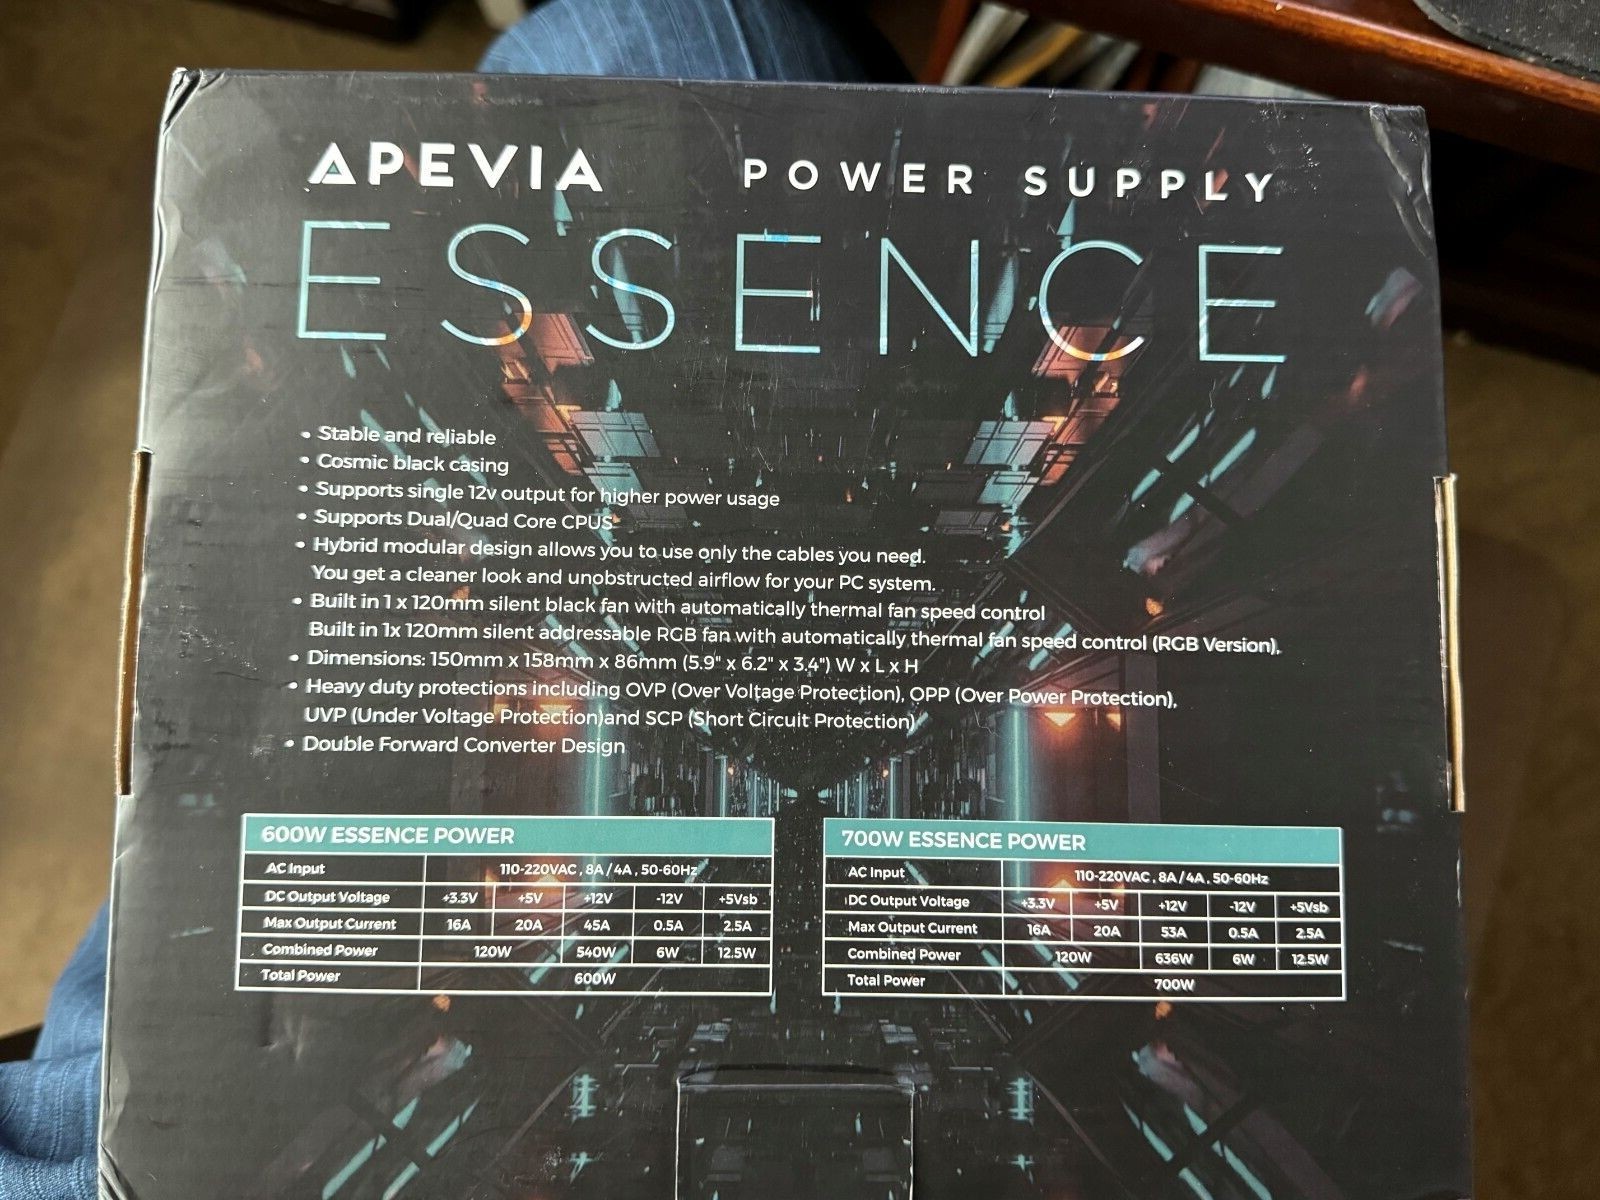 APEVIA POWER SUPPLY
ESSENCE
• Stable and reliable
• Cosmic black casing
• Supports single 12v output for higher power usage
• Supports Dual/Quad Core CPUS
• Hybrid modular design allows you to use only the cables you need.
You get a cleaner look and unobstructed airflow for your PC system.
• Built in 1 x 120mm silent black fan with automatically thermal fan speed control
Built in 1x 120mm silent addressable RGB fan with automatically thermal fan speed control (RGB Version),
• Dimensions: 150mm x 158mm x 86mm (5.9" x 6.2" x 3.4") W x L x H
• Heavy duty protections including OVP (Over Voltage Protection), OPP (Over Power Protection),
UVP (Under Voltage Protection)and SCP (Short Circuit Protection)
• Double Forward Converter Design
600W ESSENCE POWER
AC Input 110-220VAC , 8A / 4A , 50-60Hz
DC Output Voltage +3.3V +5V +12V -12V +5Vsb
Max Output Current 16A 20A 45A 0.5A 2.5A
Combined Power 120W 540W 6W 12.5W
Total Power 600W
700W ESSENCE POWER
AC Input 110-220VAC , 8A / 4A , 50-60Hz
DC Output Voltage +3.3V +5V +12V -12V +5Vsb
Max Output Current 16A 20A 53A 0.5A 2.5A
Combined Power 120W 636W 6W 12.5W
Total Power 700W